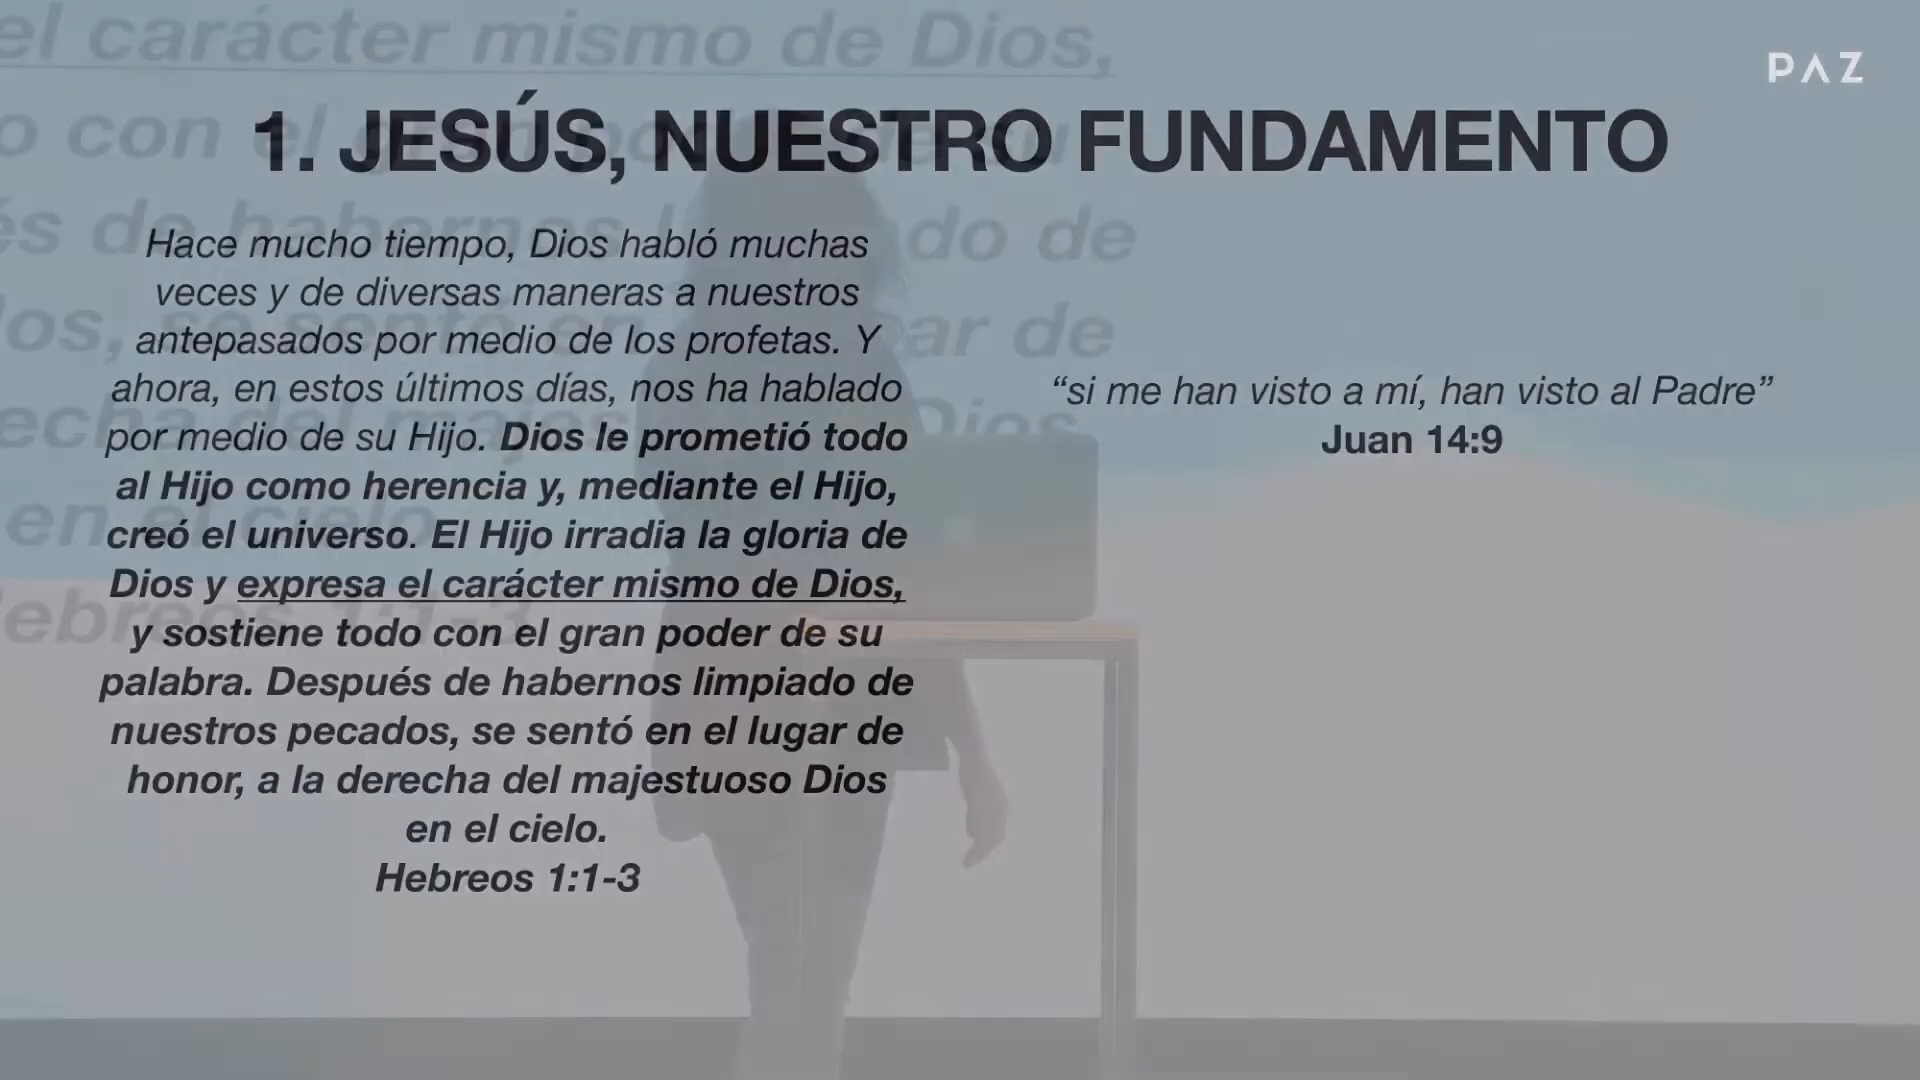 PAZ
1. JESÚS, NUESTRO FUNDAMENTO
Hace mucho tiempo, Dios habló muchas
veces y de diversas maneras a nuestros
antepasados por medio de los profetas. Y
ahora, en estos últimos días, nos ha hablado
por medio de su Hijo. Dios le prometió todo
al Hijo como herencia y, mediante el Hijo,
creó el universo. El Hijo irradia la gloria de
Dios y expresa el carácter mismo de Dios,
y sostiene todo con el gran poder de su
palabra. Después de habernos limpiado de
nuestros pecados, se sentó en el lugar de
honor, a la derecha del majestuoso Dios
en el cielo.
Hebreos 1:1-3
“si me han visto a mí, han visto al Padre”
Juan 14:9
el carácter mismo de Dios,